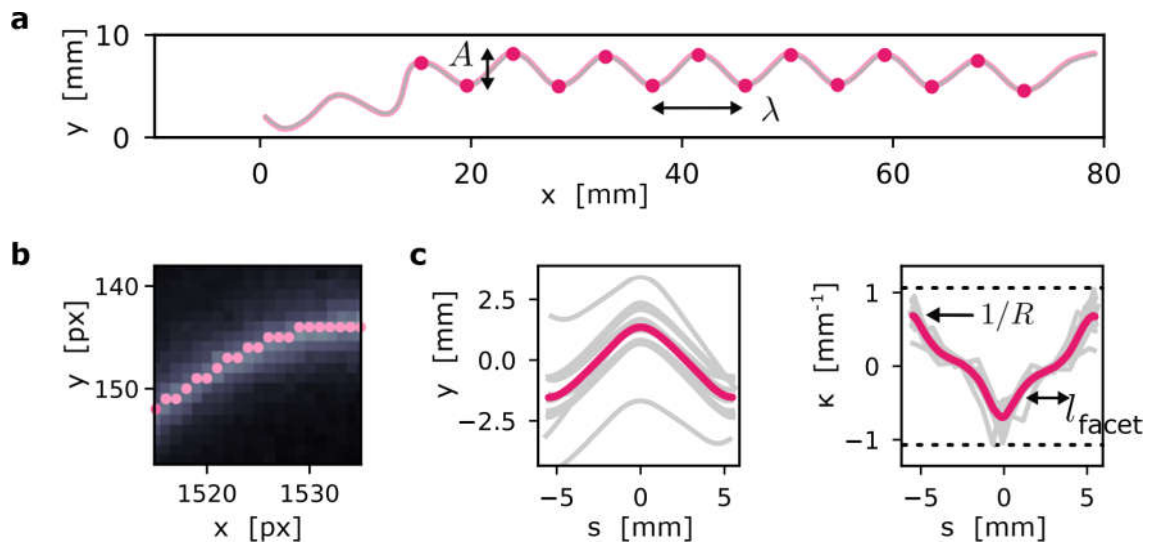 a
10
y [mm]
0
A
λ
0 20 40 60 80
x [mm]
b
140
y [px]
150
1520 1530
x [px]
c
2.5
y [mm]
0.0
−2.5
−5 0 5
s [mm]
1
κ [mm⁻¹]
1/R
0
l facet
−1
−5 0 5
s [mm]